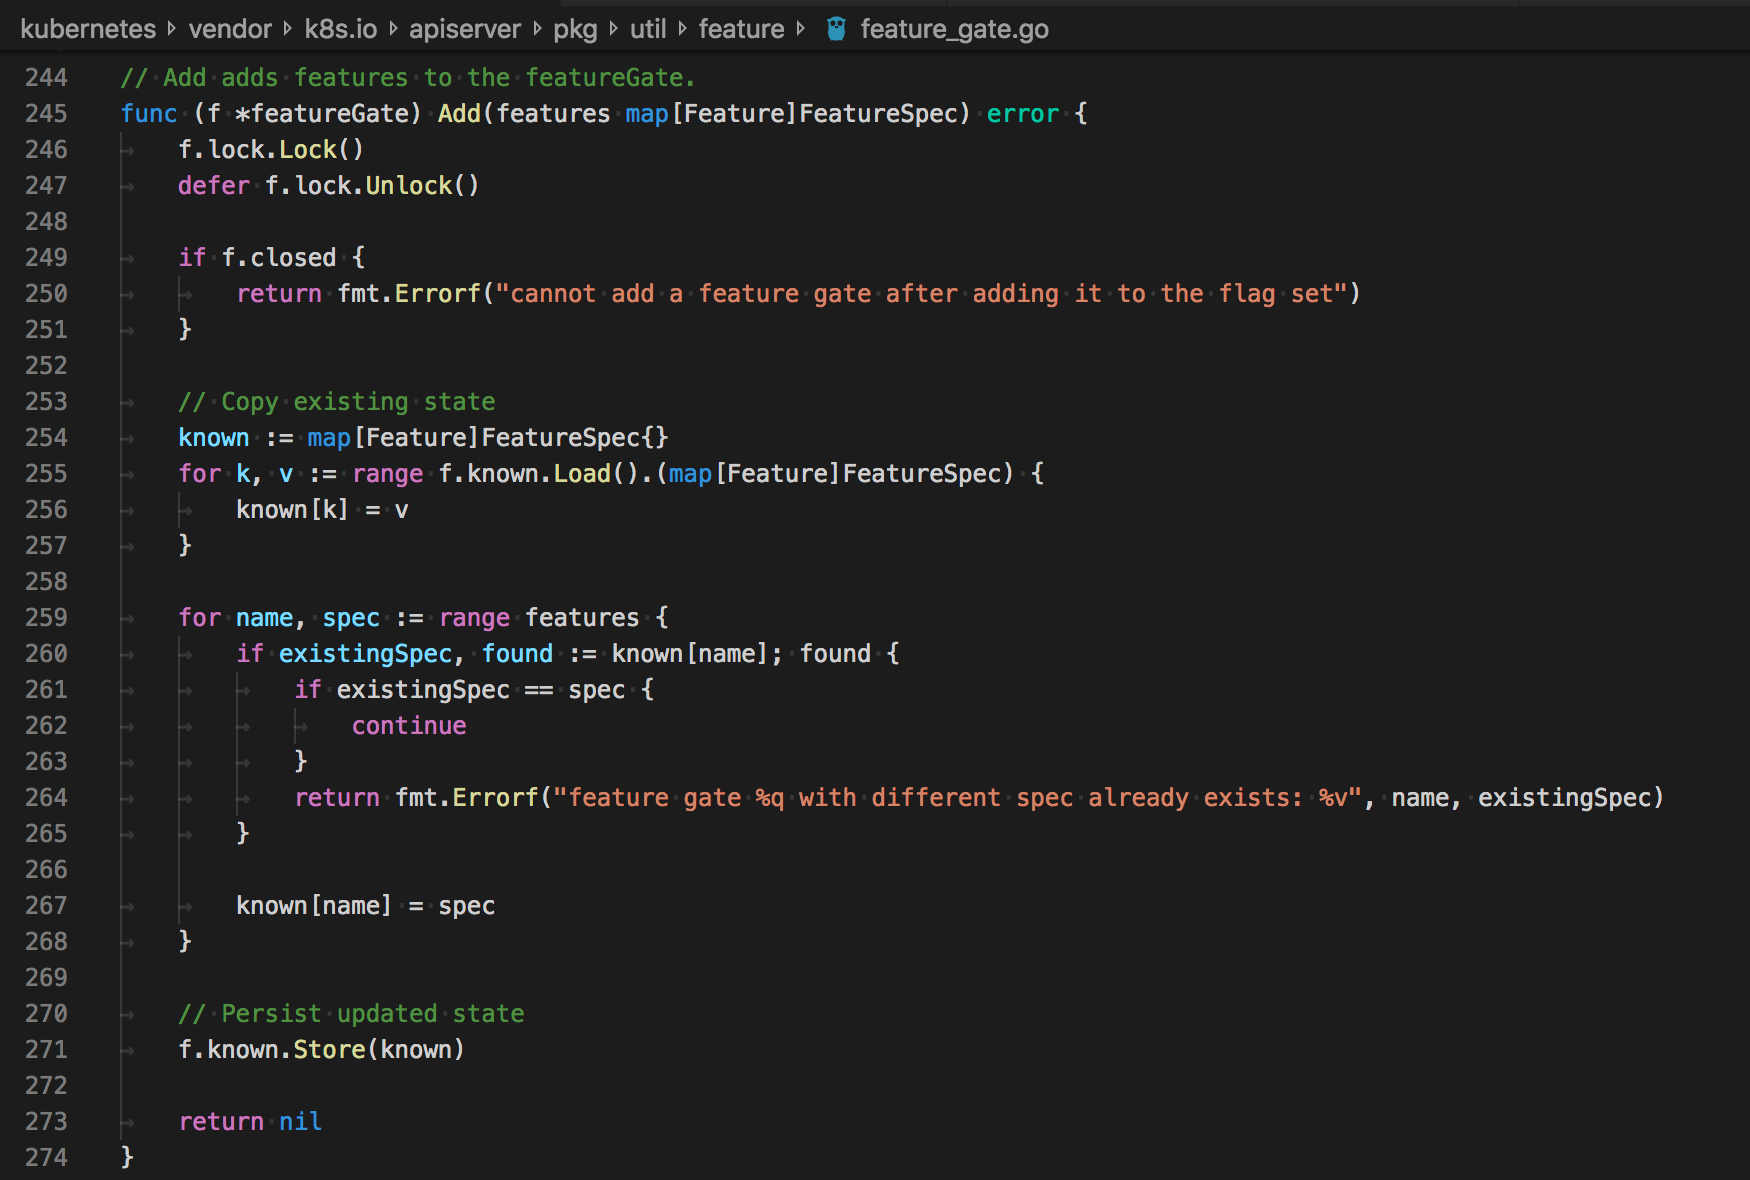 kubernetes › vendor › k8s.io › apiserver › pkg › util › feature › feature_gate.go
244 // Add adds features to the featureGate.
245 func (f *featureGate) Add(features map[Feature]FeatureSpec) error {
246 f.lock.Lock()
247 defer f.lock.Unlock()
248
249 if f.closed {
250 return fmt.Errorf("cannot add a feature gate after adding it to the flag set")
251 }
252
253 // Copy existing state
254 known := map[Feature]FeatureSpec{}
255 for k, v := range f.known.Load().(map[Feature]FeatureSpec) {
256 known[k] = v
257 }
258
259 for name, spec := range features {
260 if existingSpec, found := known[name]; found {
261 if existingSpec == spec {
262 continue
263 }
264 return fmt.Errorf("feature gate %q with different spec already exists: %v", name, existingSpec)
265 }
266
267 known[name] = spec
268 }
269
270 // Persist updated state
271 f.known.Store(known)
272
273 return nil
274 }